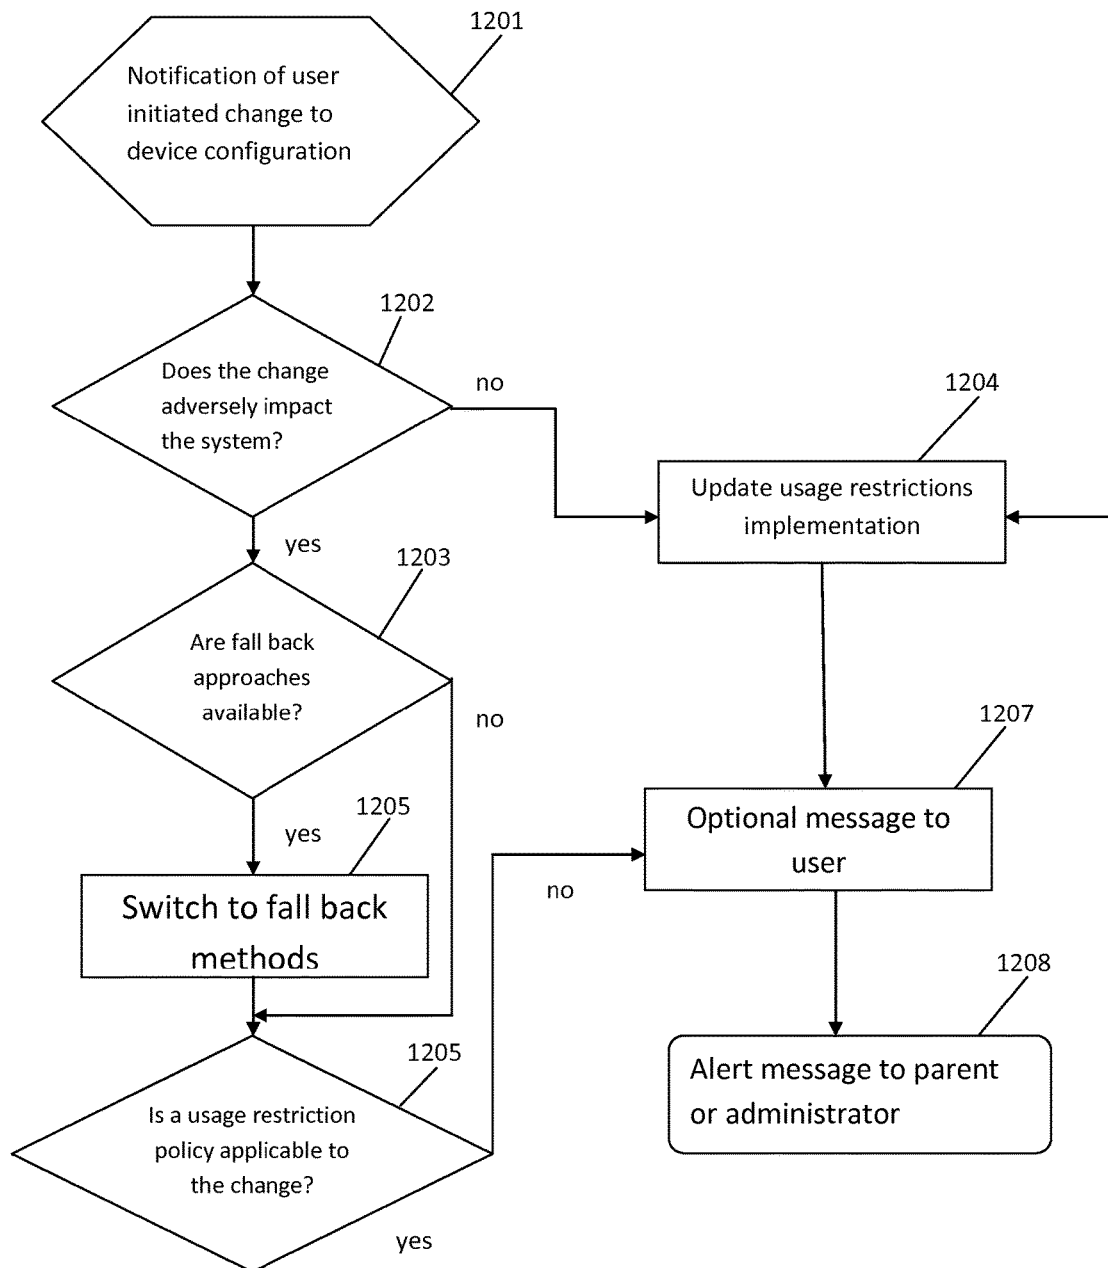 1201
Notification of user
initiated change to
device configuration
1202
Does the change
adversely impact
the system?
no
yes
1204
Update usage restrictions
implementation
1203
Are fall back
approaches
available?
no
yes
1205
Switch to fall back
methods
1207
Optional message to
user
no
1205
Is a usage restriction
policy applicable to
the change?
yes
1208
Alert message to parent
or administrator